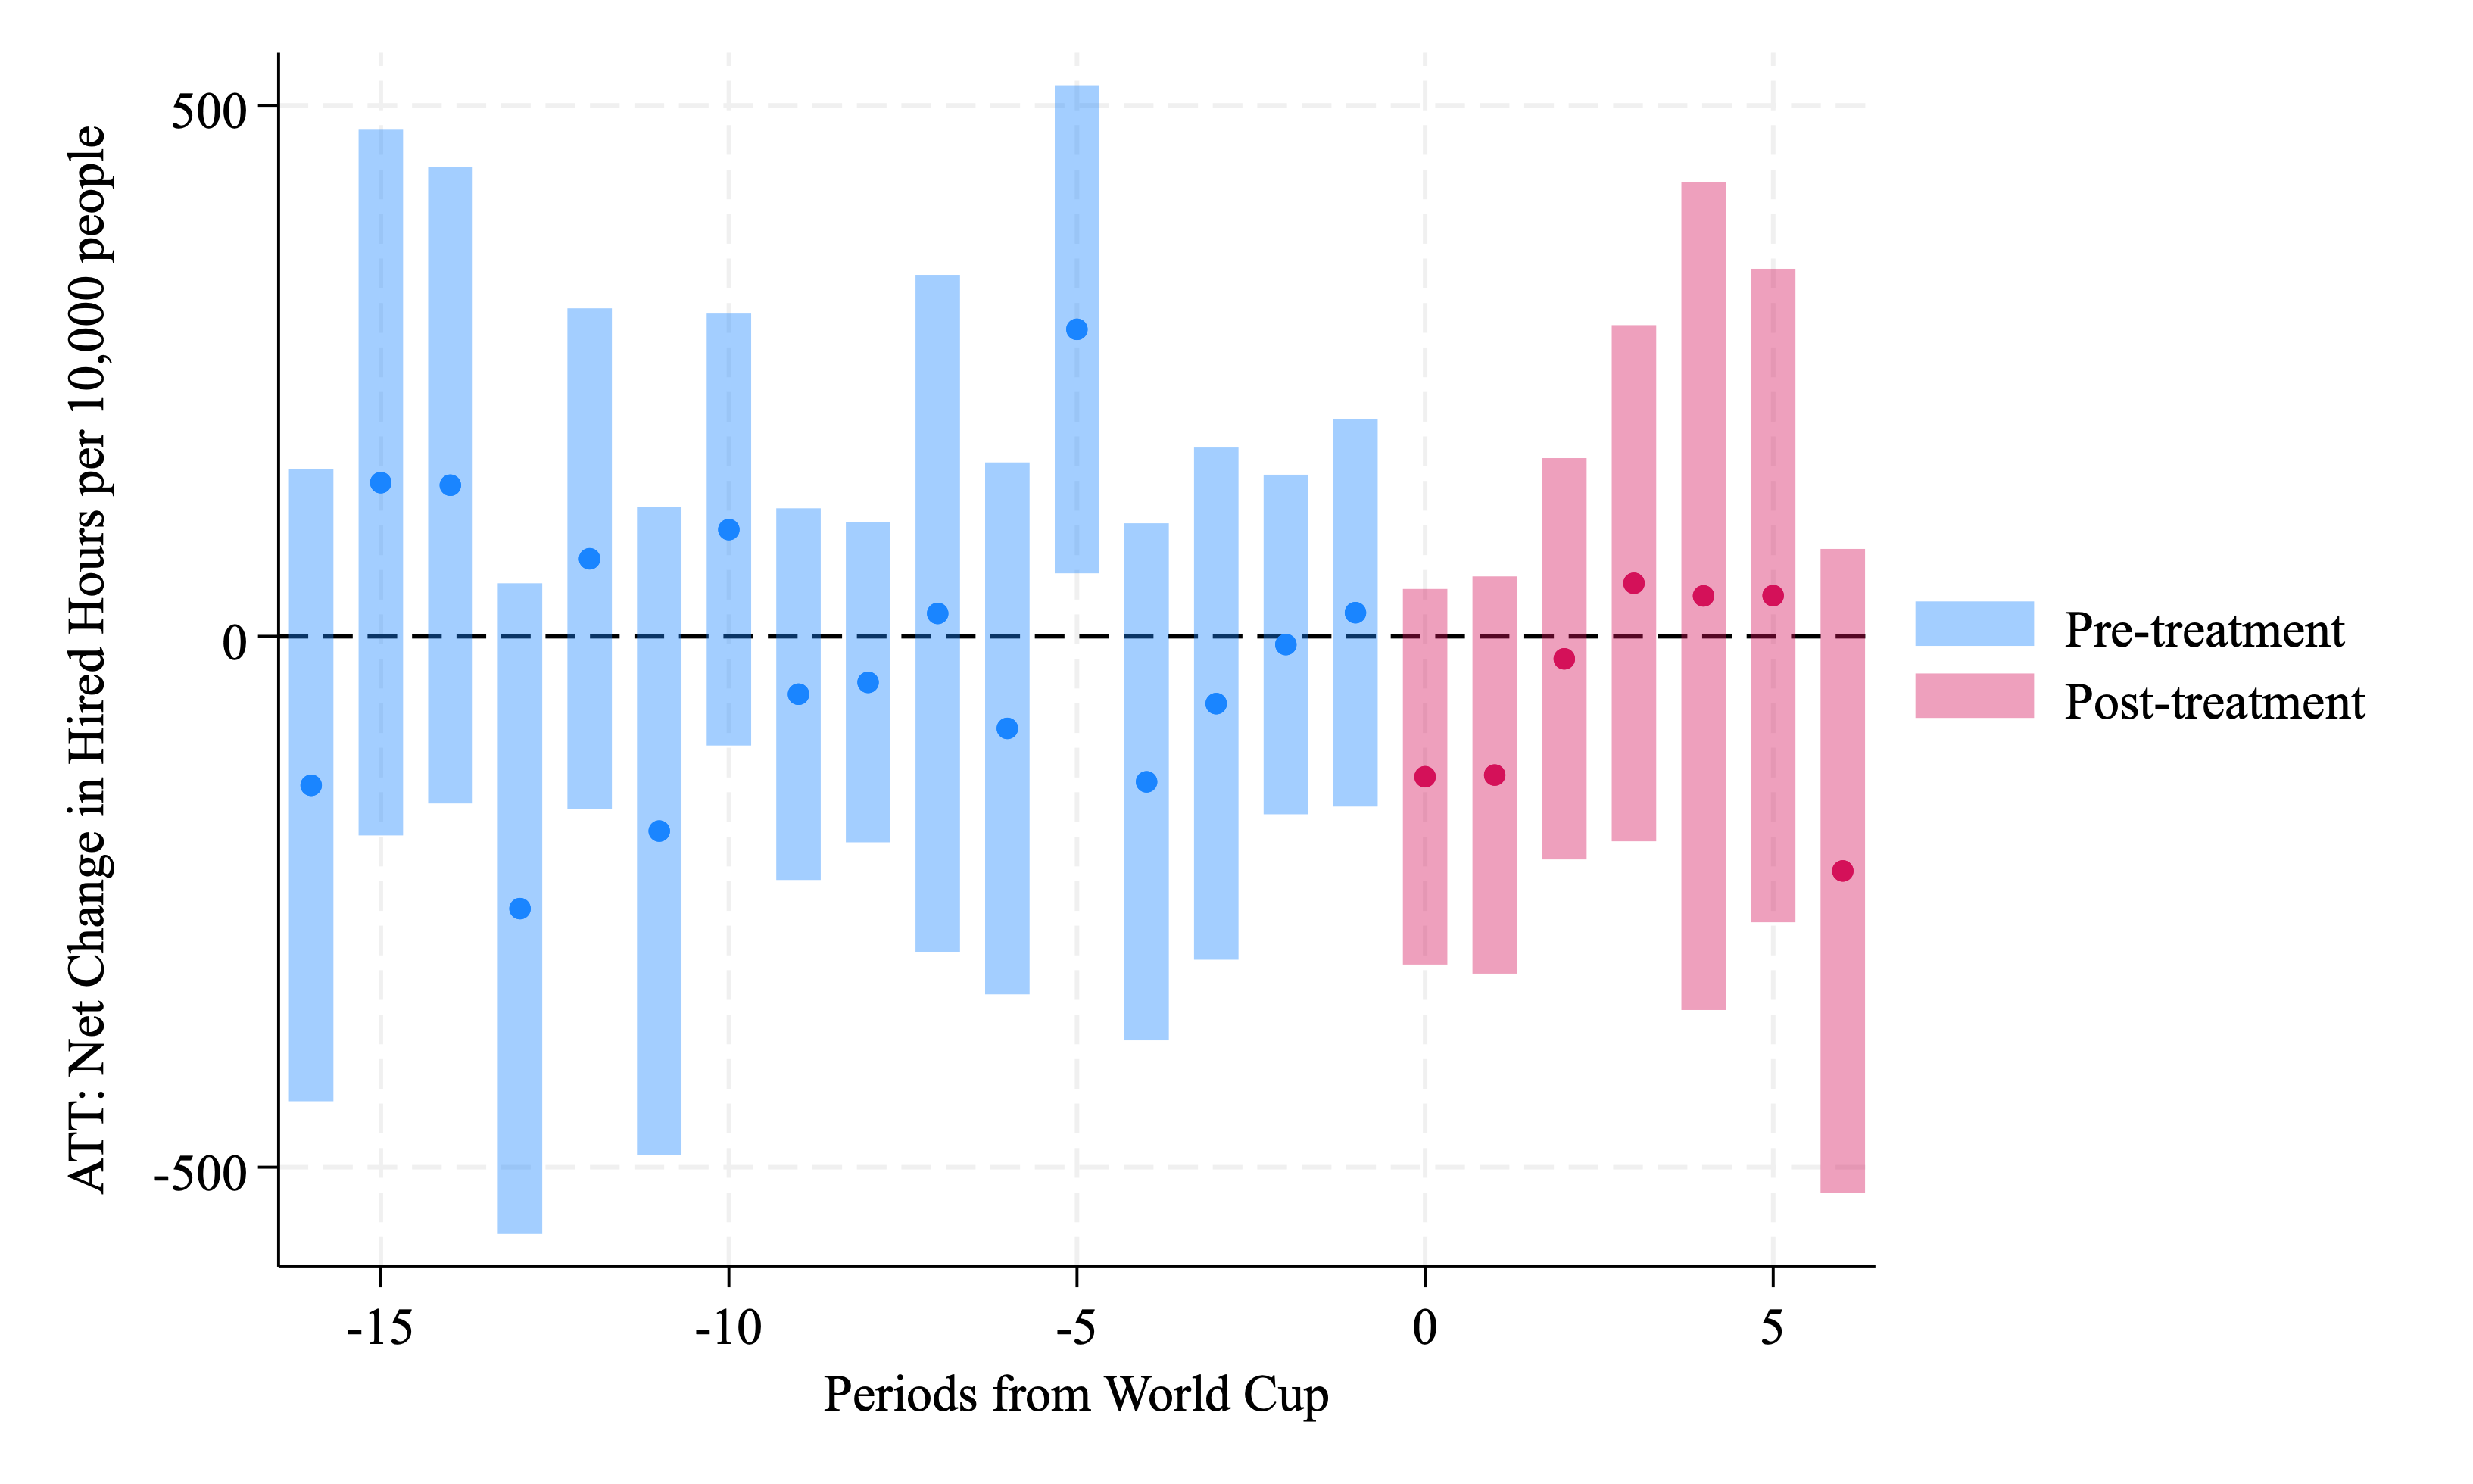 ATT: Net Change in Hired Hours per 10,000 people
500
0
-500
-15
-10
-5
0
5
Periods from World Cup
Pre-treatment
Post-treatment